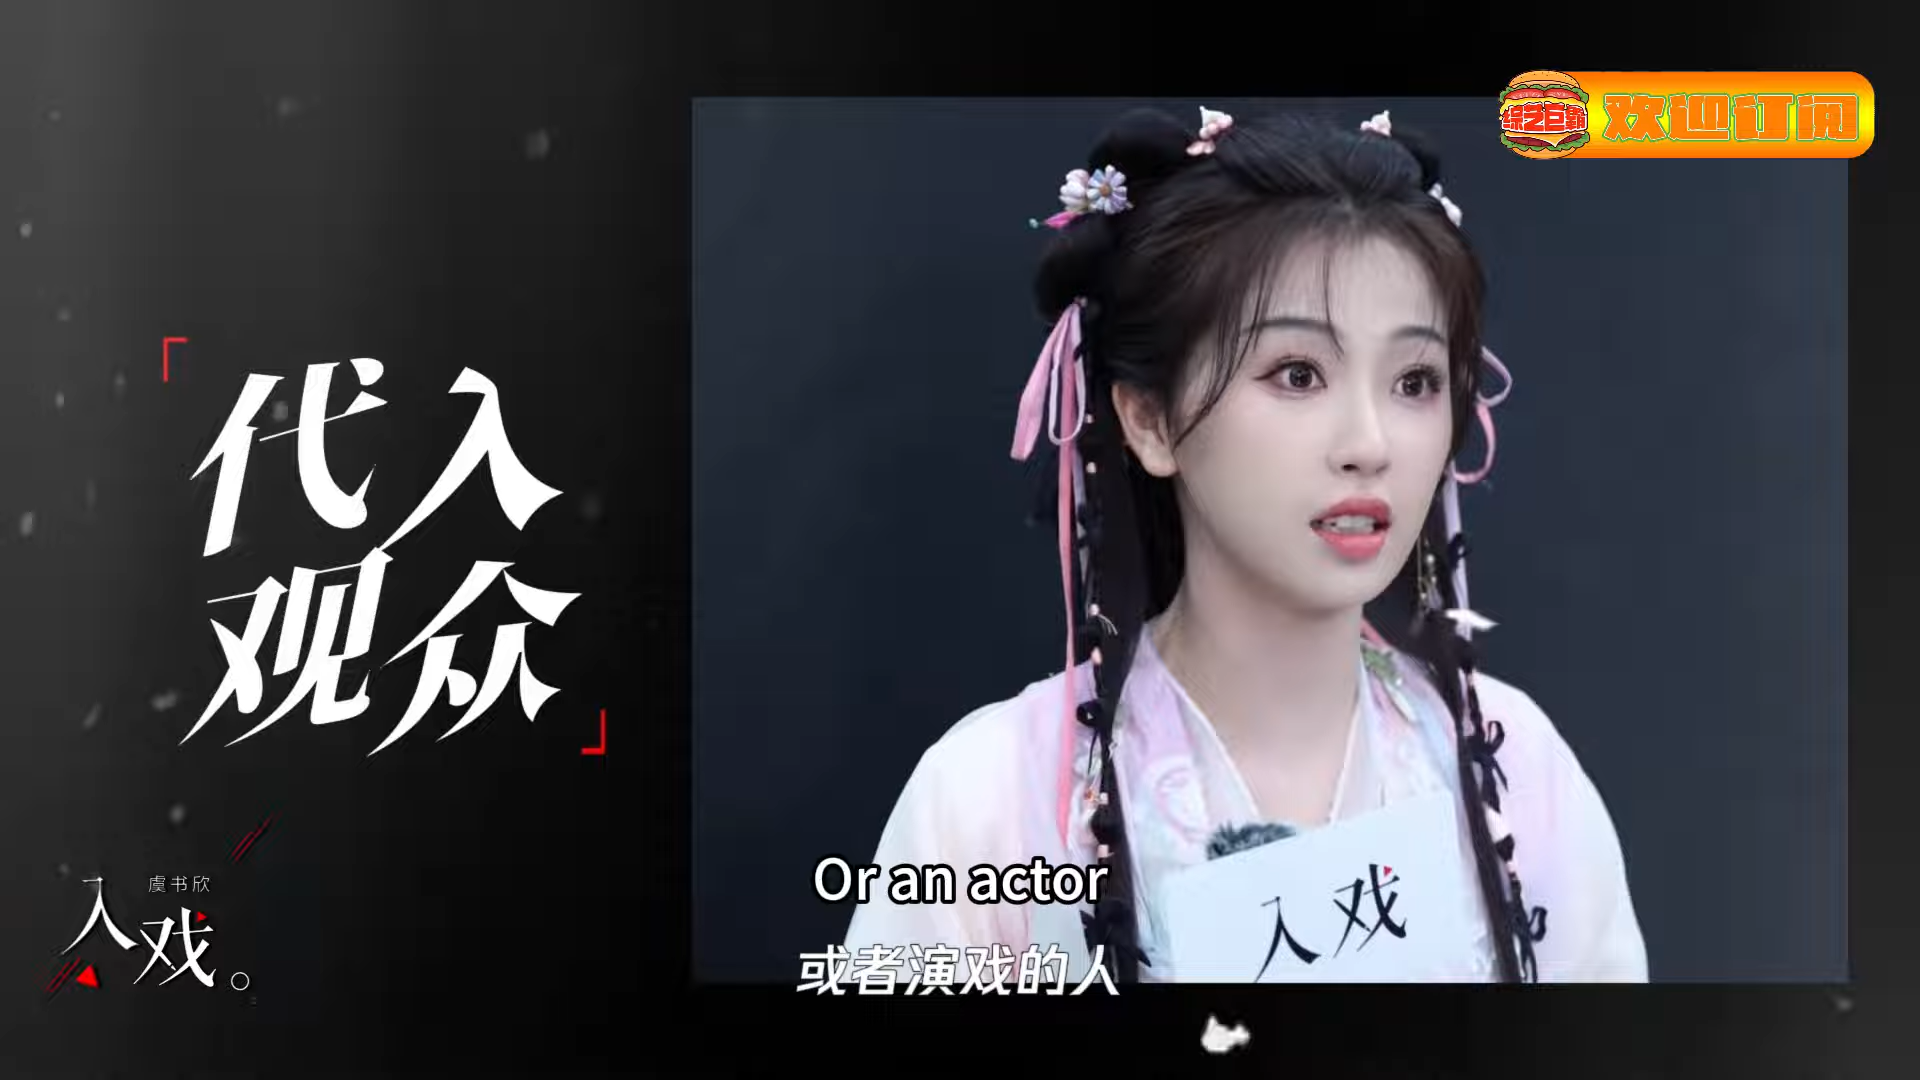 综艺巨霸
欢迎订阅
「代入
观众」
虞书欣
入戏。
入戏
Or an actor
或者演戏的人